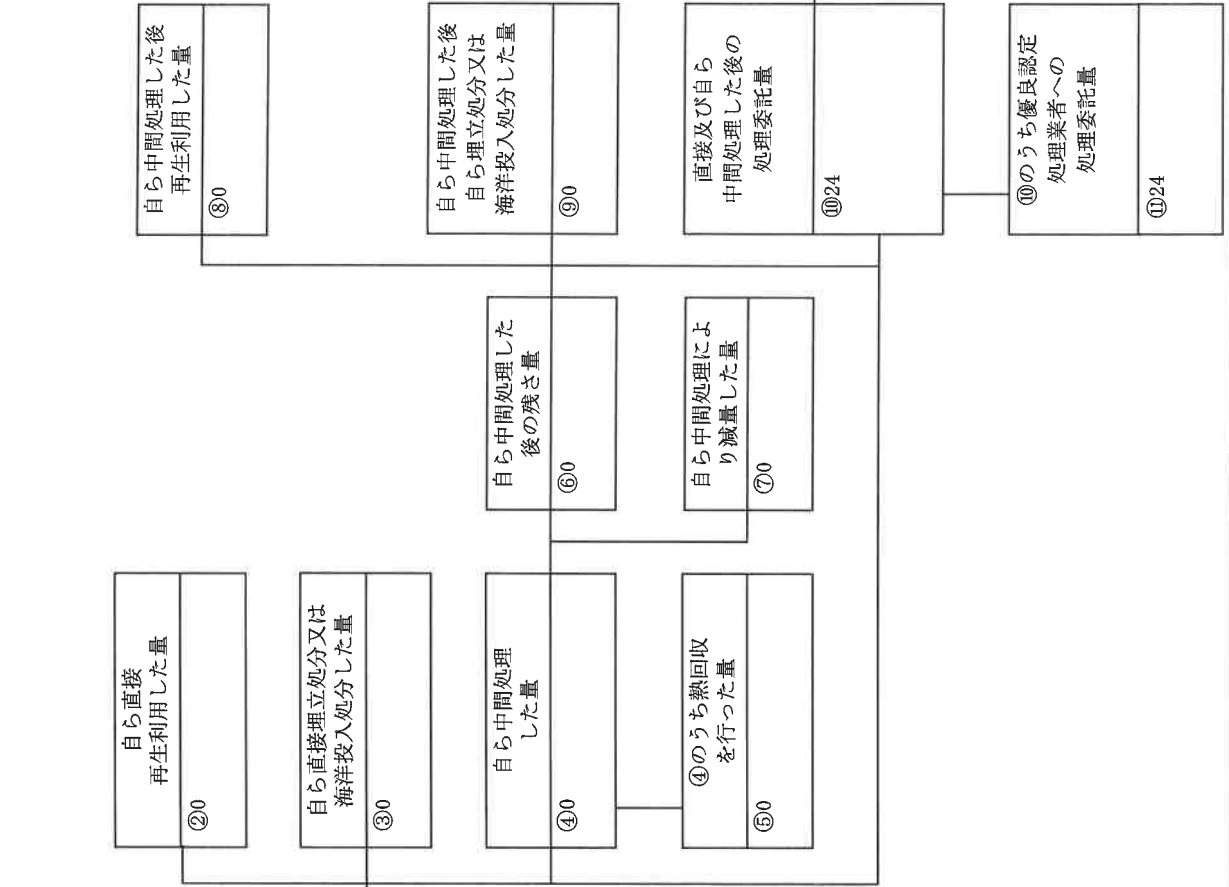 自ら直接
再生利用した量
②0
自ら直接埋立処分又は
海洋投入処分した量
③0
自ら中間処理
した量
④0
④のうち熱回収
を行った量
⑤0
自ら中間処理した
後の残さ量
⑥0
自ら中間処理によ
り減量した量
⑦0
自ら中間処理した後
再生利用した量
⑧0
自ら中間処理した後
自ら埋立処分又は
海洋投入処分した量
⑨0
直接及び自ら
中間処理した後の
処理委託量
⑩24
⑩のうち優良認定
処理業者への
処理委託量
⑪24